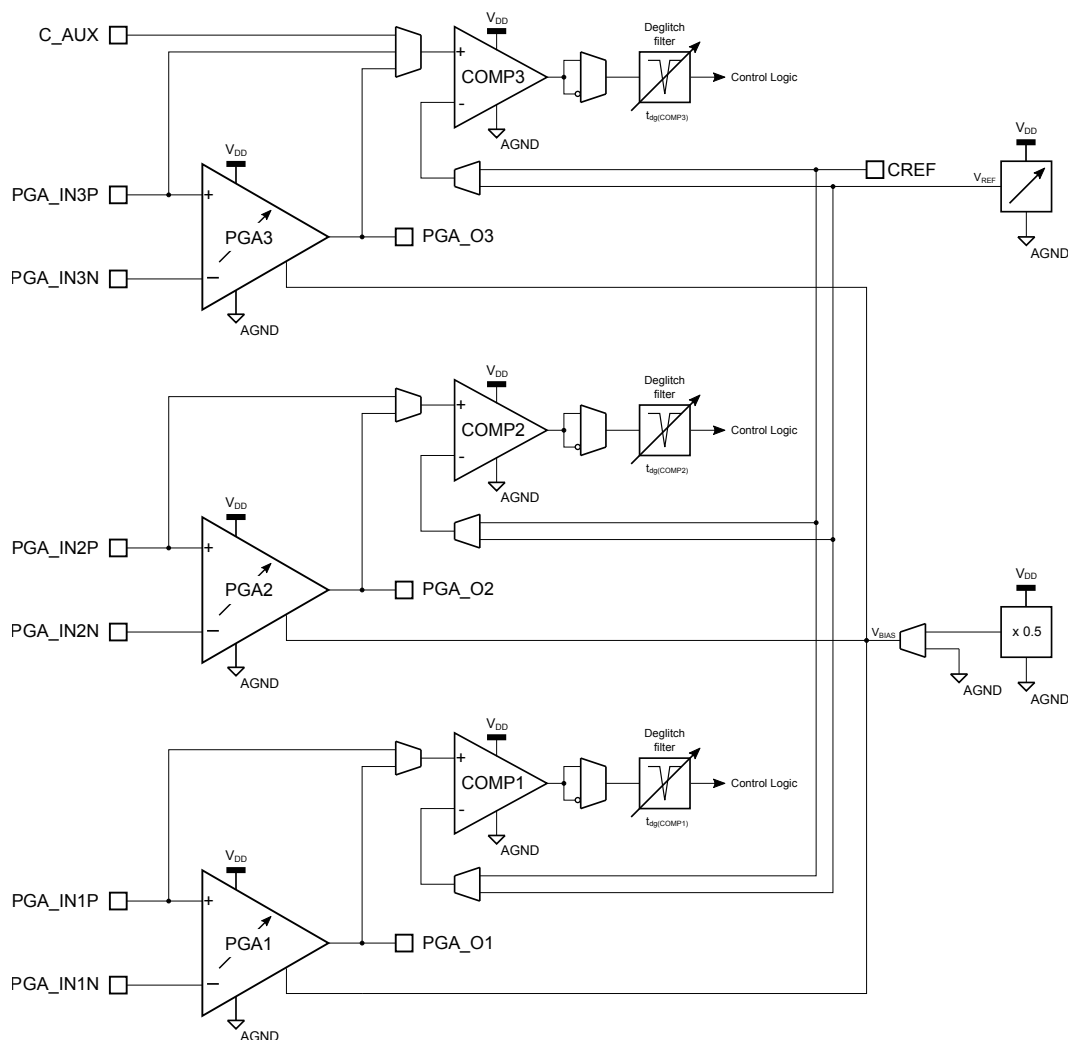 C_AUX
VDD
COMP3
+
-
AGND
Deglitch
filter
tdg(COMP3)
Control Logic
PGA_IN3P
VDD
+
PGA3
−
PGA_IN3N
AGND
PGA_O3
CREF
VDD
VREF
AGND
VDD
COMP2
+
-
AGND
Deglitch
filter
tdg(COMP2)
Control Logic
PGA_IN2P
VDD
+
PGA2
−
PGA_IN2N
AGND
PGA_O2
VDD
VBIAS
x 0.5
AGND
AGND
VDD
COMP1
+
-
AGND
Deglitch
filter
tdg(COMP1)
Control Logic
PGA_IN1P
VDD
+
PGA1
−
PGA_IN1N
AGND
PGA_O1